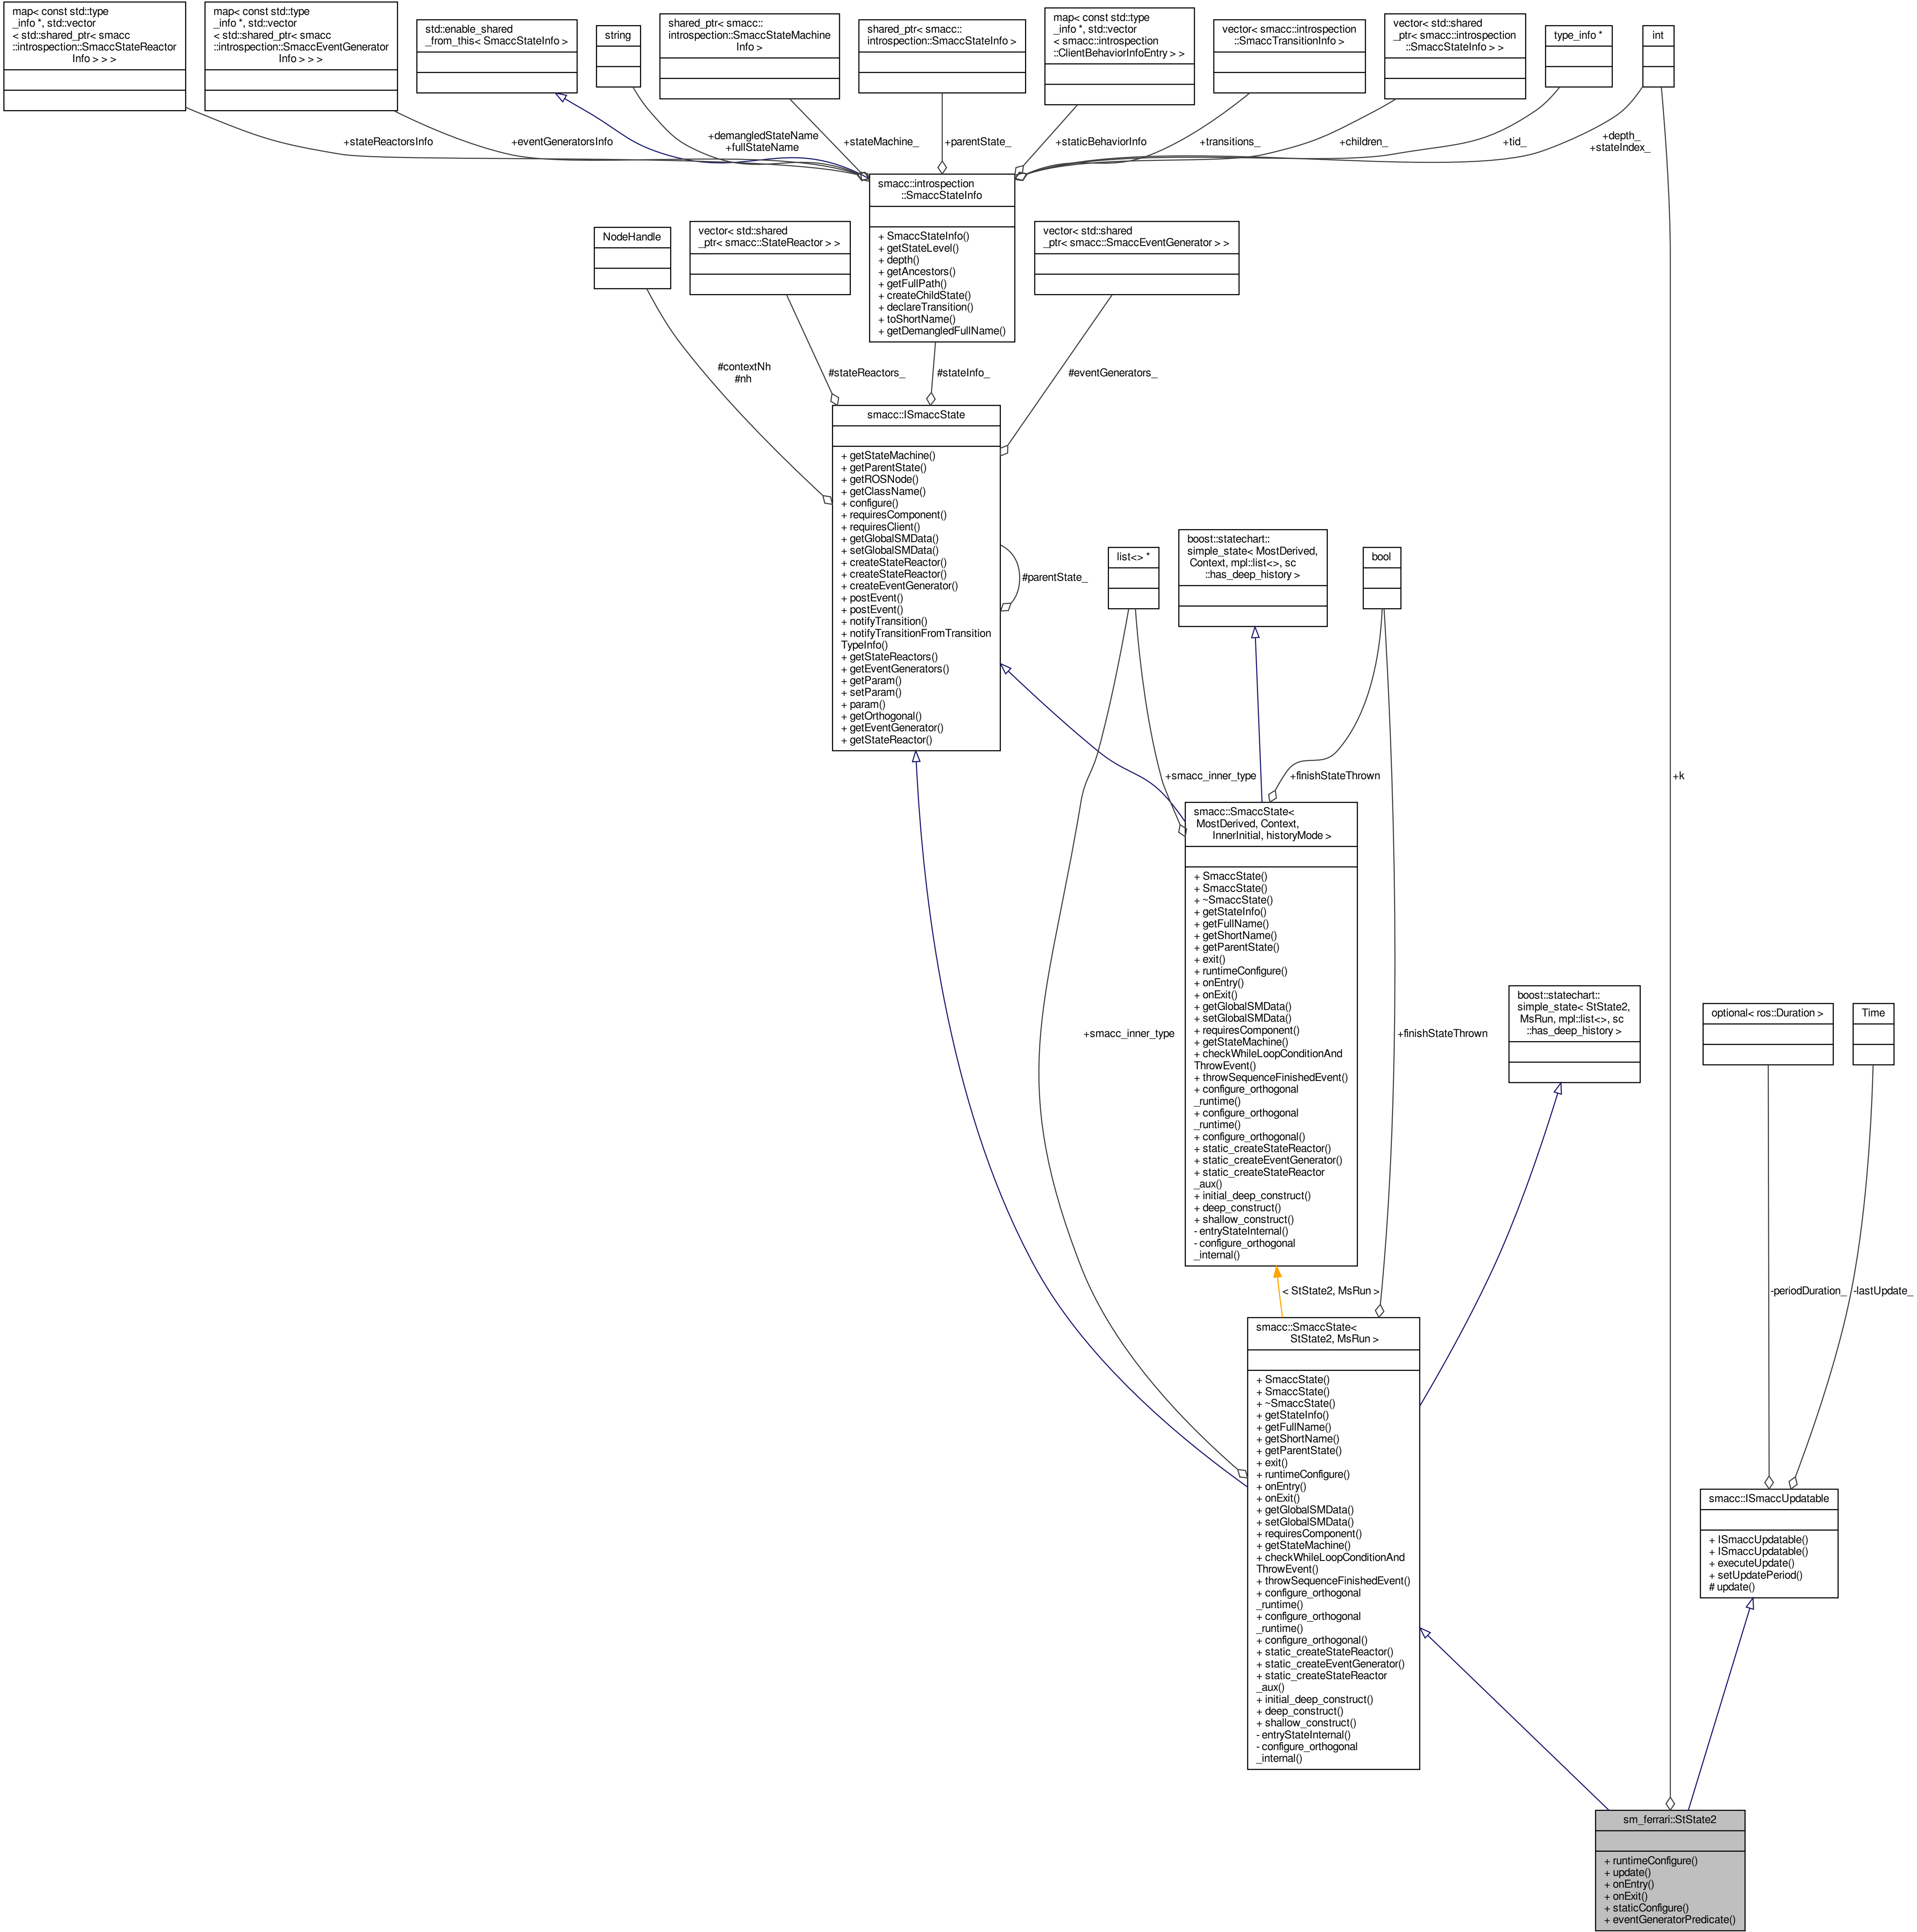 map< const std::type
_info *, std::vector
< std::shared_ptr< smacc
::introspection::SmaccStateReactor
Info > > >
map< const std::type
_info *, std::vector
< std::shared_ptr< smacc
::introspection::SmaccEventGenerator
Info > > >
std::enable_shared
_from_this< SmaccStateInfo >
string
shared_ptr< smacc::
introspection::SmaccStateMachine
Info >
shared_ptr< smacc::
introspection::SmaccStateInfo >
map< const std::type
_info *, std::vector
< smacc::introspection
::ClientBehaviorInfoEntry > >
vector< smacc::introspection
::SmaccTransitionInfo >
vector< std::shared
_ptr< smacc::introspection
::SmaccStateInfo > >
type_info *
int
+stateReactorsInfo
+eventGeneratorsInfo
+demangledStateName
+fullStateName
+stateMachine_
+parentState_
+staticBehaviorInfo
+transitions_
+children_
+tid_
+depth_
+stateIndex_
smacc::introspection
::SmaccStateInfo
+ SmaccStateInfo()
+ getStateLevel()
+ depth()
+ getAncestors()
+ getFullPath()
+ createChildState()
+ declareTransition()
+ toShortName()
+ getDemangledFullName()
NodeHandle
vector< std::shared
_ptr< smacc::StateReactor > >
vector< std::shared
_ptr< smacc::SmaccEventGenerator > >
#contextNh
#nh
#stateReactors_
#stateInfo_
#eventGenerators_
smacc::ISmaccState
+ getStateMachine()
+ getParentState()
+ getROSNode()
+ getClassName()
+ configure()
+ requiresComponent()
+ requiresClient()
+ getGlobalSMData()
+ setGlobalSMData()
+ createStateReactor()
+ createStateReactor()
+ createEventGenerator()
+ postEvent()
+ postEvent()
+ notifyTransition()
+ notifyTransitionFromTransition
TypeInfo()
+ getStateReactors()
+ getEventGenerators()
+ getParam()
+ setParam()
+ param()
+ getOrthogonal()
+ getEventGenerator()
+ getStateReactor()
#parentState_
list<> *
boost::statechart::
simple_state< MostDerived,
Context, mpl::list<>, sc
::has_deep_history >
bool
+smacc_inner_type
+finishStateThrown
+k
smacc::SmaccState<
MostDerived, Context,
InnerInitial, historyMode >
+ SmaccState()
+ SmaccState()
+ ~SmaccState()
+ getStateInfo()
+ getFullName()
+ getShortName()
+ getParentState()
+ exit()
+ runtimeConfigure()
+ onEntry()
+ onExit()
+ getGlobalSMData()
+ setGlobalSMData()
+ requiresComponent()
+ getStateMachine()
+ checkWhileLoopConditionAnd
ThrowEvent()
+ throwSequenceFinishedEvent()
+ configure_orthogonal
_runtime()
+ configure_orthogonal
_runtime()
+ configure_orthogonal()
+ static_createStateReactor()
+ static_createEventGenerator()
+ static_createStateReactor
_aux()
+ initial_deep_construct()
+ deep_construct()
+ shallow_construct()
- entryStateInternal()
- configure_orthogonal
_internal()
+smacc_inner_type
+finishStateThrown
boost::statechart::
simple_state< StState2,
MsRun, mpl::list<>, sc
::has_deep_history >
optional< ros::Duration >
Time
< StState2, MsRun >
-periodDuration_
-lastUpdate_
smacc::SmaccState<
StState2, MsRun >
+ SmaccState()
+ SmaccState()
+ ~SmaccState()
+ getStateInfo()
+ getFullName()
+ getShortName()
+ getParentState()
+ exit()
+ runtimeConfigure()
+ onEntry()
+ onExit()
+ getGlobalSMData()
+ setGlobalSMData()
+ requiresComponent()
+ getStateMachine()
+ checkWhileLoopConditionAnd
ThrowEvent()
+ throwSequenceFinishedEvent()
+ configure_orthogonal
_runtime()
+ configure_orthogonal
_runtime()
+ configure_orthogonal()
+ static_createStateReactor()
+ static_createEventGenerator()
+ static_createStateReactor
_aux()
+ initial_deep_construct()
+ deep_construct()
+ shallow_construct()
- entryStateInternal()
- configure_orthogonal
_internal()
smacc::ISmaccUpdatable
+ ISmaccUpdatable()
+ ISmaccUpdatable()
+ executeUpdate()
+ setUpdatePeriod()
# update()
sm_ferrari::StState2
+ runtimeConfigure()
+ update()
+ onEntry()
+ onExit()
+ staticConfigure()
+ eventGeneratorPredicate()